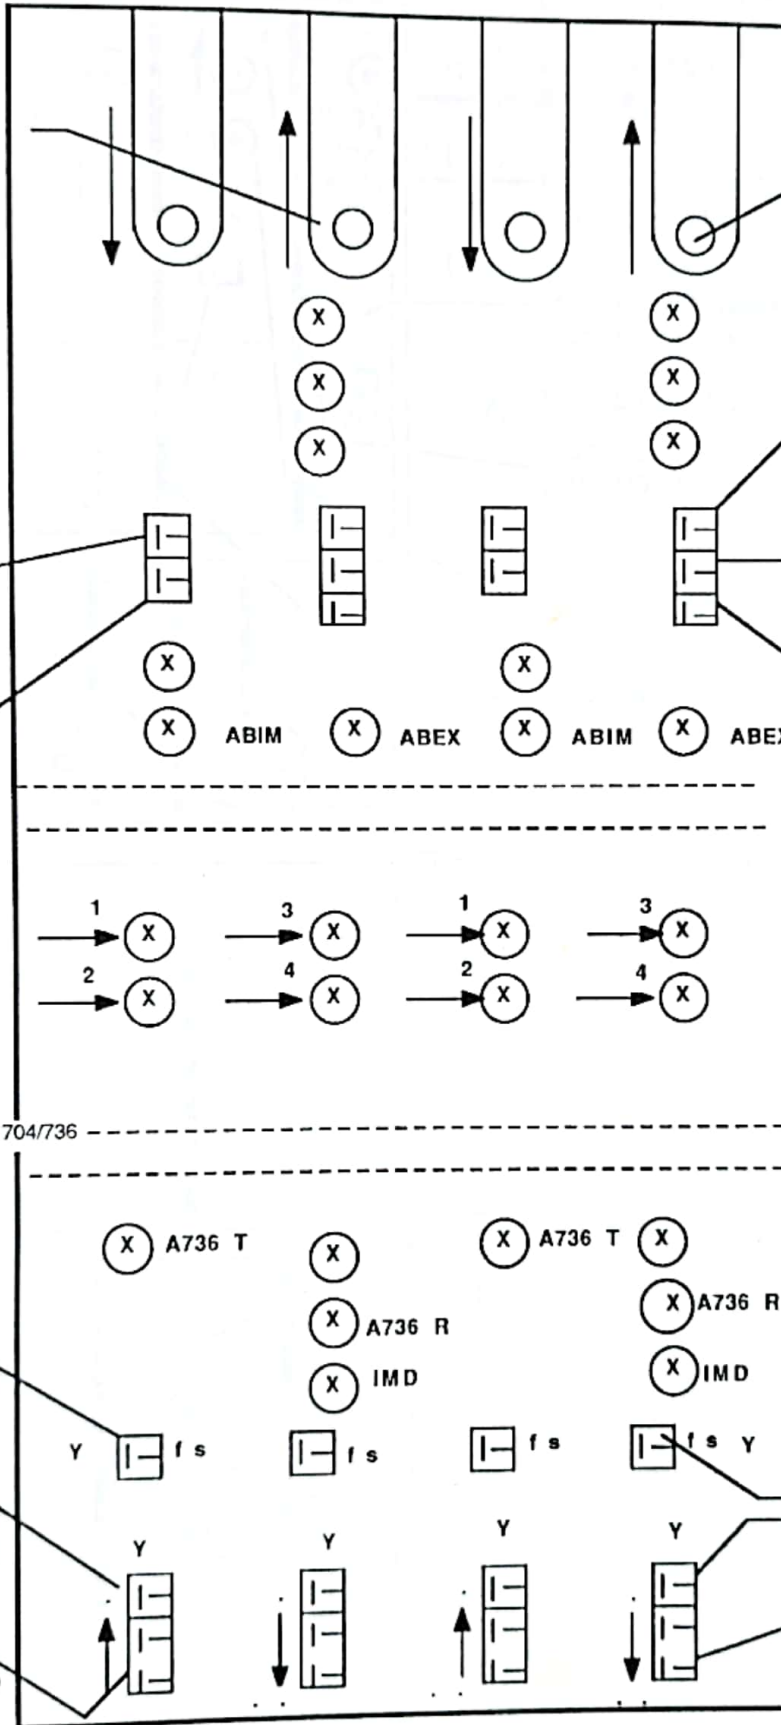 X X
X X
X X
X X
X ABIM X ABEX X ABIM X ABEX
1 X 3 X 1 X 3 X
2 X 4 X 2 X 4 X
704/736
X A736 T X X A736 T X
X A736 R X A736 R
X IMD X IMD
Y f s f s f s f s Y
Y Y Y Y